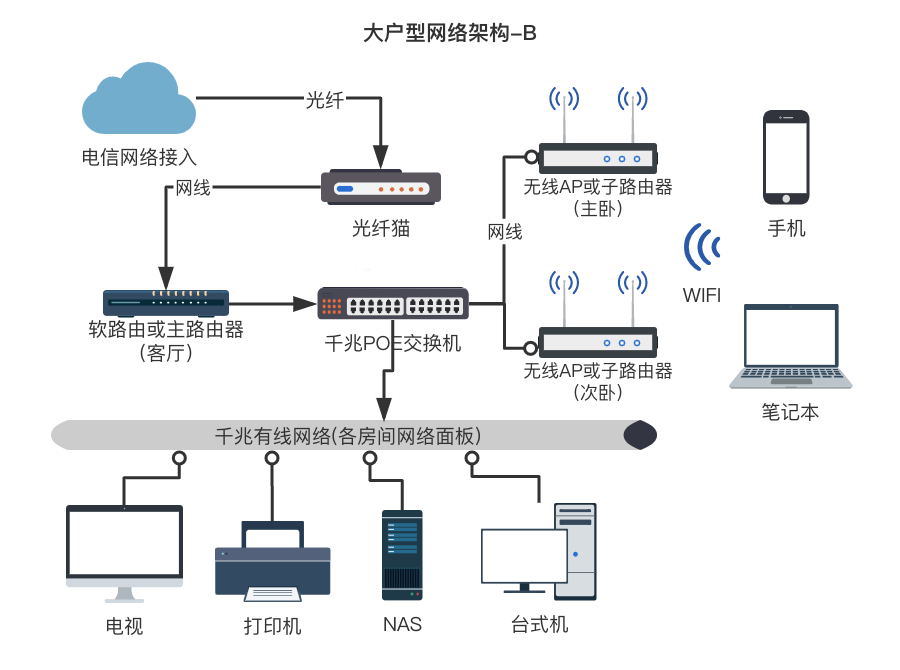 大户型网络架构-B
光纤
电信网络接入
网线
光纤猫
无线AP或子路由器
(主卧)
手机
网线
WIFI
软路由或主路由器
(客厅)
千兆POE交换机
无线AP或子路由器
(次卧)
笔记本
千兆有线网络(各房间网络面板)
电视
打印机
NAS
台式机